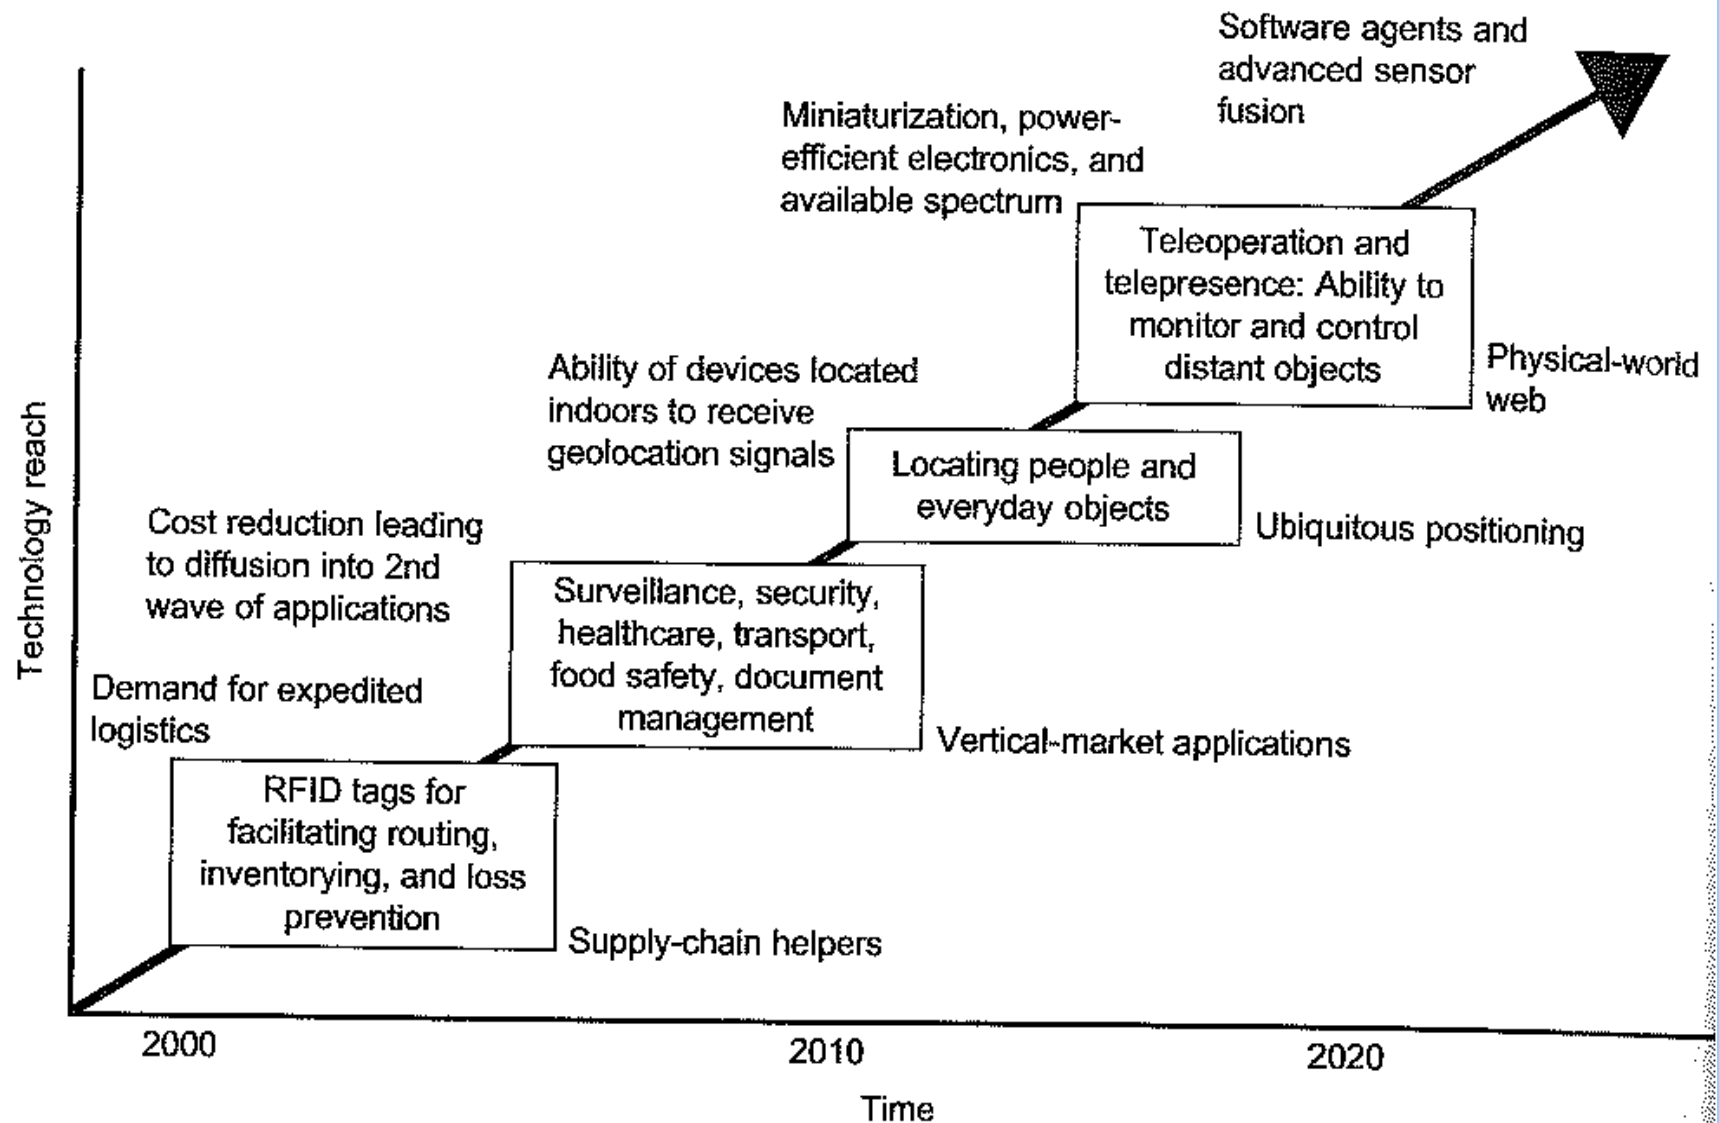 Software agents and
advanced sensor
fusion
Miniaturization, power-
efficient electronics, and
available spectrum
Teleoperation and
telepresence: Ability to
monitor and control
distant objects
Physical-world
web
Ability of devices located
indoors to receive
geolocation signals
Locating people and
everyday objects
Ubiquitous positioning
Cost reduction leading
to diffusion into 2nd
wave of applications
Surveillance, security,
healthcare, transport,
food safety, document
management
Vertical-market applications
Demand for expedited
logistics
RFID tags for
facilitating routing,
inventorying, and loss
prevention
Supply-chain helpers
Technology reach
2000
2010
2020
Time